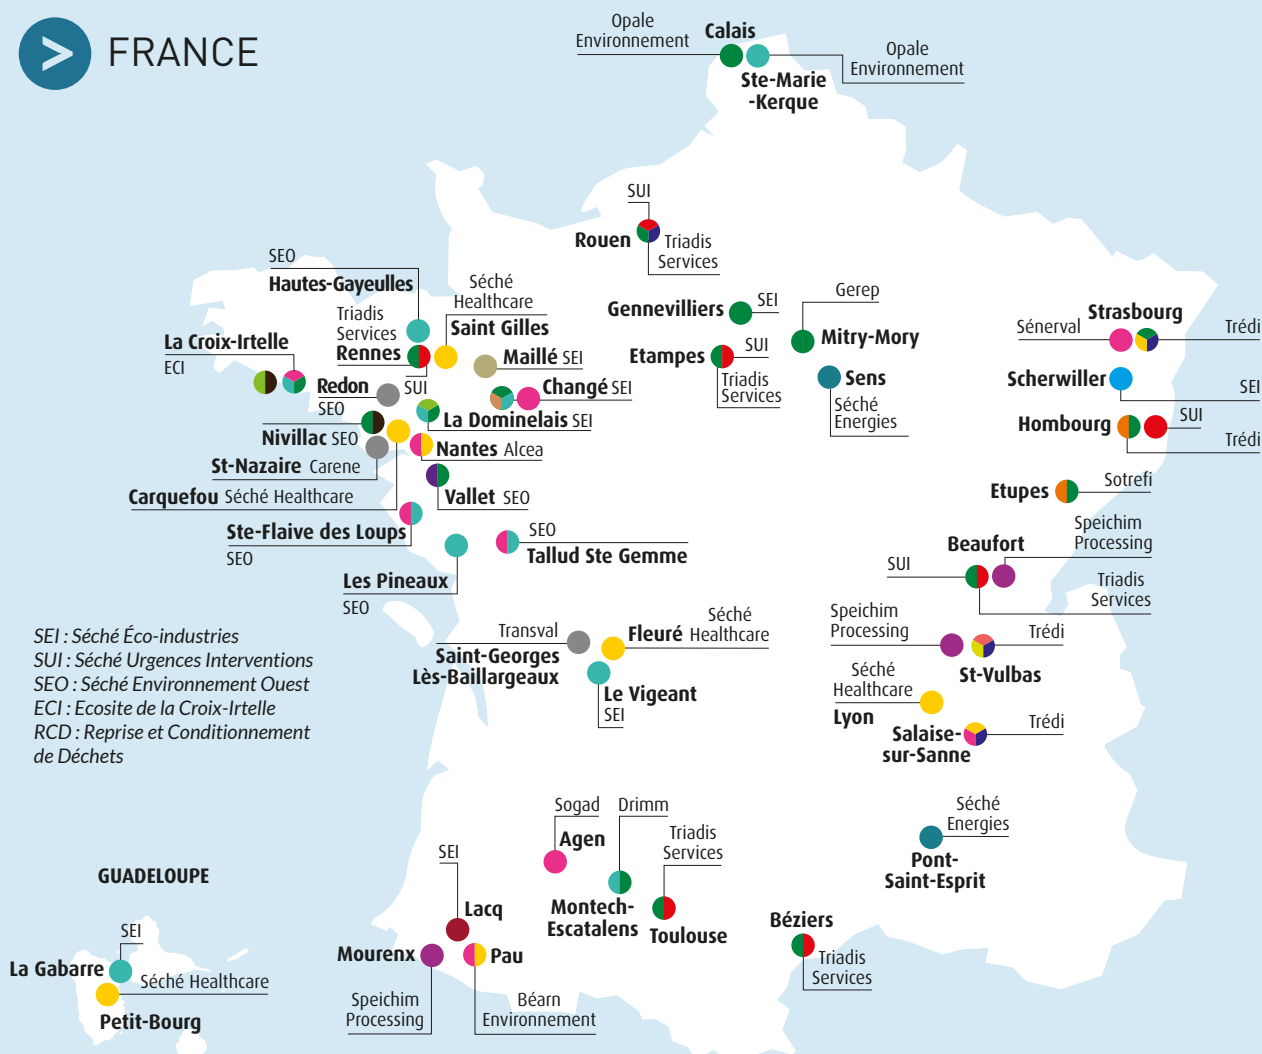 > FRANCE
Opale
Environnement
Calais
Ste-Marie
-Kerque
Opale
Environnement
SUI
Rouen
Triadis
Services
SEO
Hautes-Gayeulles
Séché
Healthcare
Saint Gilles
Triadis
Services
Rennes
SUI
La Croix-Irtelle
ECI
Maillé SEI
Redon
SEO
Changé SEI
La Dominelais SEI
Nivillac SEO
Nantes Alcea
St-Nazaire Carene
Carquefou Séché Healthcare
Vallet SEO
Ste-Flaive des Loups
SEO
SEO
Tallud Ste Gemme
Les Pineaux
SEO
Gennevilliers
SEI
Gerep
Mitry-Mory
Etampes
SUI
Triadis
Services
Sens
Séché
Energies
Strasbourg
Sénerval
Trédi
Scherwiller
SEI
Hombourg
SUI
Trédi
Etupes
Sotrefi
Speichim
Processing
Beaufort
SUI
Triadis
Services
Speichim
Processing
Trédi
St-Vulbas
Séché
Healthcare
Lyon
Salaise-
sur-Sanne
Trédi
Transval
Saint-Georges
Lès-Baillargeaux
Fleuré
Séché
Healthcare
Le Vigeant
SEI
SEI : Séché Éco-industries
SUI : Séché Urgences Interventions
SEO : Séché Environnement Ouest
ECI : Ecosite de la Croix-Irtelle
RCD : Reprise et Conditionnement
de Déchets
Séché
Energies
Pont-
Saint-Esprit
Sogad
Agen
Drimm
Montech-
Escatalens
Triadis
Services
Toulouse
Béziers
Triadis
Services
SEI
Lacq
Mourenx
Speichim
Processing
Pau
Béarn
Environnement
GUADELOUPE
SEI
La Gabarre
Séché Healthcare
Petit-Bourg